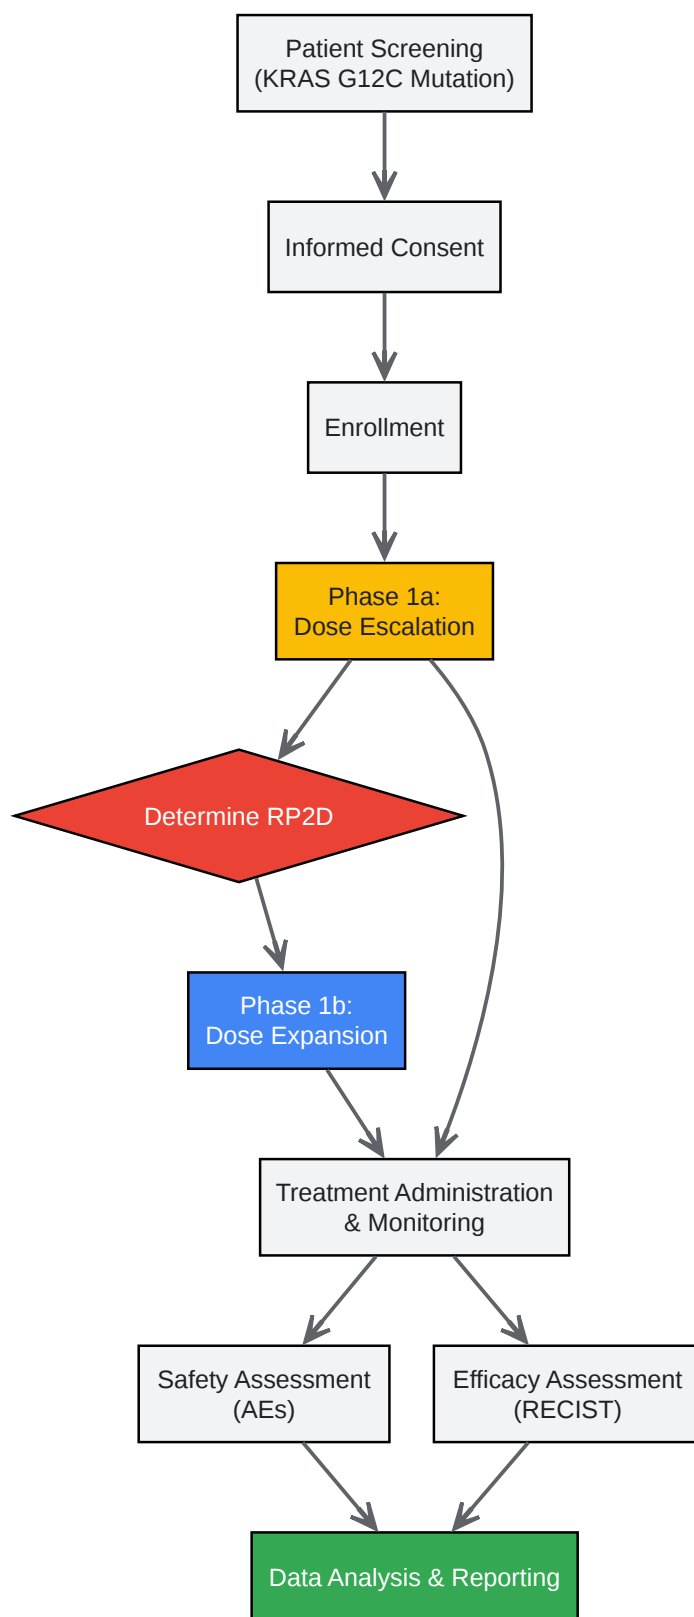 Patient Screening
(KRAS G12C Mutation)
Informed Consent
Enrollment
Phase 1a:
Dose Escalation
Determine RP2D
Phase 1b:
Dose Expansion
Treatment Administration
& Monitoring
Safety Assessment
(AEs)
Efficacy Assessment
(RECIST)
Data Analysis & Reporting